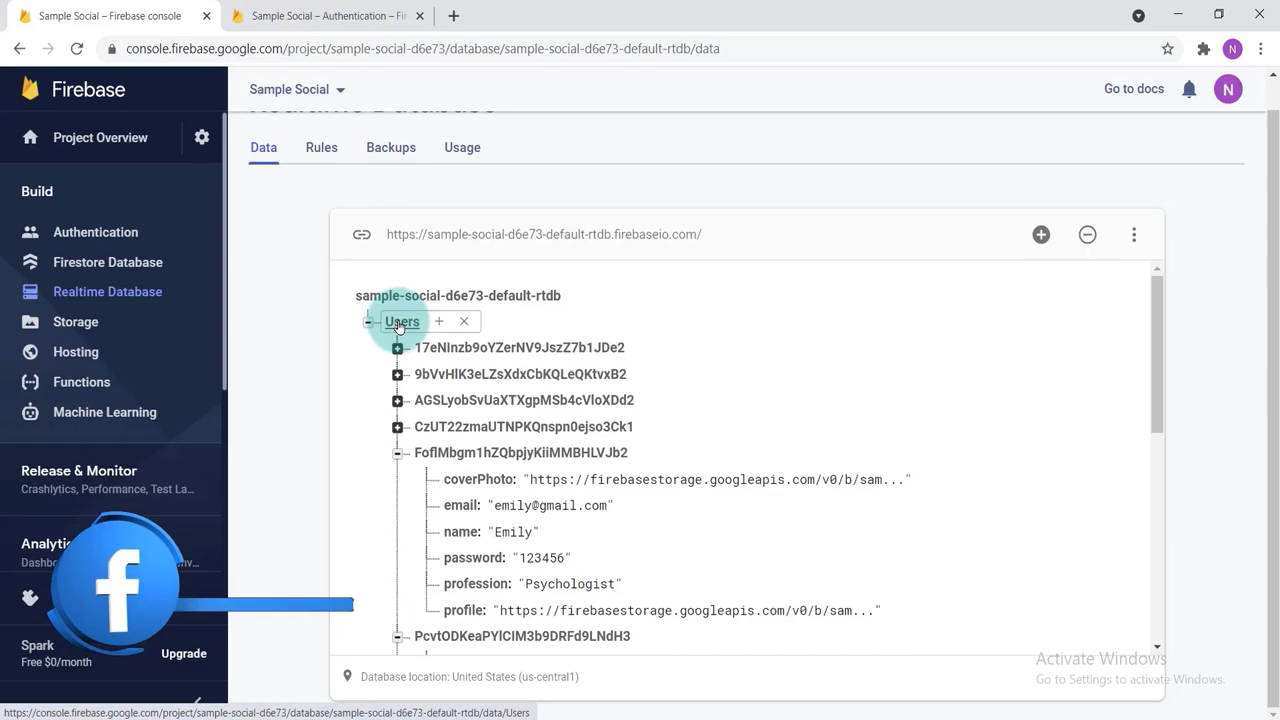 Sample Social – Firebase console
Sample Social – Authentication – Fi
console.firebase.google.com/project/sample-social-d6e73/database/sample-social-d6e73-default-rtdb/data
N
Firebase
Sample Social
Go to docs
N
Project Overview
Build
Authentication
Firestore Database
Realtime Database
Storage
Hosting
Functions
Machine Learning
Release & Monitor
Crashlytics, Performance, Test La...
Analytic
Dashbo
Spark
Free $0/month
Upgrade
Realtime Database
Data
Rules
Backups
Usage
https://sample-social-d6e73-default-rtdb.firebaseio.com/
sample-social-d6e73-default-rtdb
Users
17eNInzb9oYZerNV9JszZ7b1JDe2
9bVvHlK3eLZsXdxCbKQLeQKtvxB2
AGSLyobSvUaXTXgpMSb4cVloXDd2
CzUT22zmaUTNPKQnspn0ejso3Ck1
FoflMbgm1hZQbpjyKiiMMBHLVJb2
coverPhoto: "https://firebasestorage.googleapis.com/v0/b/sam..."
email: "emily@gmail.com"
name: "Emily"
password: "123456"
profession: "Psychologist"
profile: "https://firebasestorage.googleapis.com/v0/b/sam..."
PcvtODKeaPYlCIM3b9DRFd9LNdH3
Database location: United States (us-central1)
Activate Windows
Go to Settings to activate Windows.
https://console.firebase.google.com/project/sample-social-d6e73/database/sample-social-d6e73-default-rtdb/data/Users